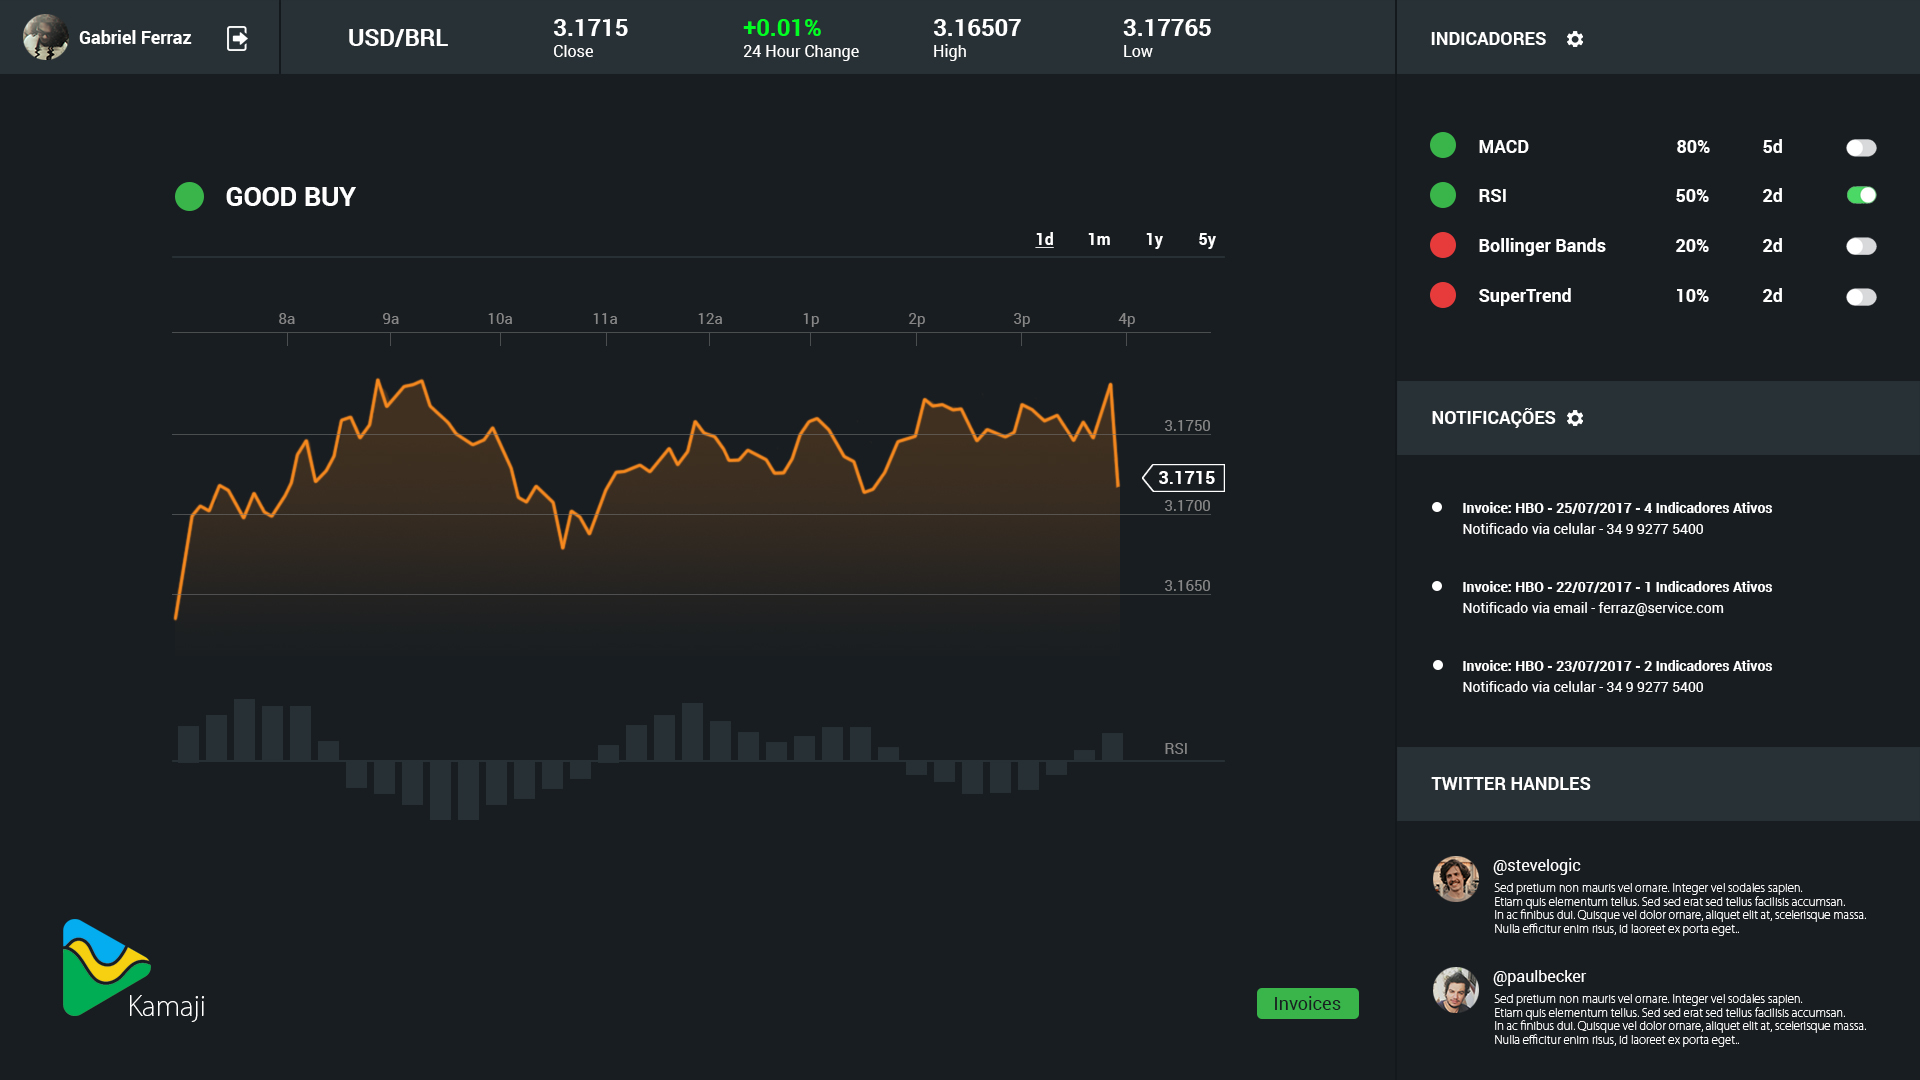 Gabriel Ferraz
USD/BRL
3.1715
Close
+0.01%
24 Hour Change
3.16507
High
3.17765
Low
INDICADORES
MACD 80% 5d
RSI 50% 2d
Bollinger Bands 20% 2d
SuperTrend 10% 2d
GOOD BUY
1d 1m 1y 5y
8a 9a 10a 11a 12a 1p 2p 3p 4p
3.1750
3.1715
3.1700
3.1650
RSI
NOTIFICAÇÕES
Invoice: HBO - 25/07/2017 - 4 Indicadores Ativos
Notificado via celular - 34 9 9277 5400
Invoice: HBO - 22/07/2017 - 1 Indicadores Ativos
Notificado via email - ferraz@service.com
Invoice: HBO - 23/07/2017 - 2 Indicadores Ativos
Notificado via celular - 34 9 9277 5400
TWITTER HANDLES
@stevelogic
Sed pretium non mauris vel ornare. Integer vel sodales sapien.
Etiam quis elementum tellus. Sed sed erat sed tellus facilisis accumsan.
In ac finibus dui. Quisque vel dolor ornare, aliquet elit at, scelerisque massa.
Nulla efficitur enim risus, id laoreet ex porta eget..
@paulbecker
Sed pretium non mauris vel ornare. Integer vel sodales sapien.
Etiam quis elementum tellus. Sed sed erat sed tellus facilisis accumsan.
In ac finibus dui. Quisque vel dolor ornare, aliquet elit at, scelerisque massa.
Nulla efficitur enim risus, id laoreet ex porta eget..
Kamaji
Invoices